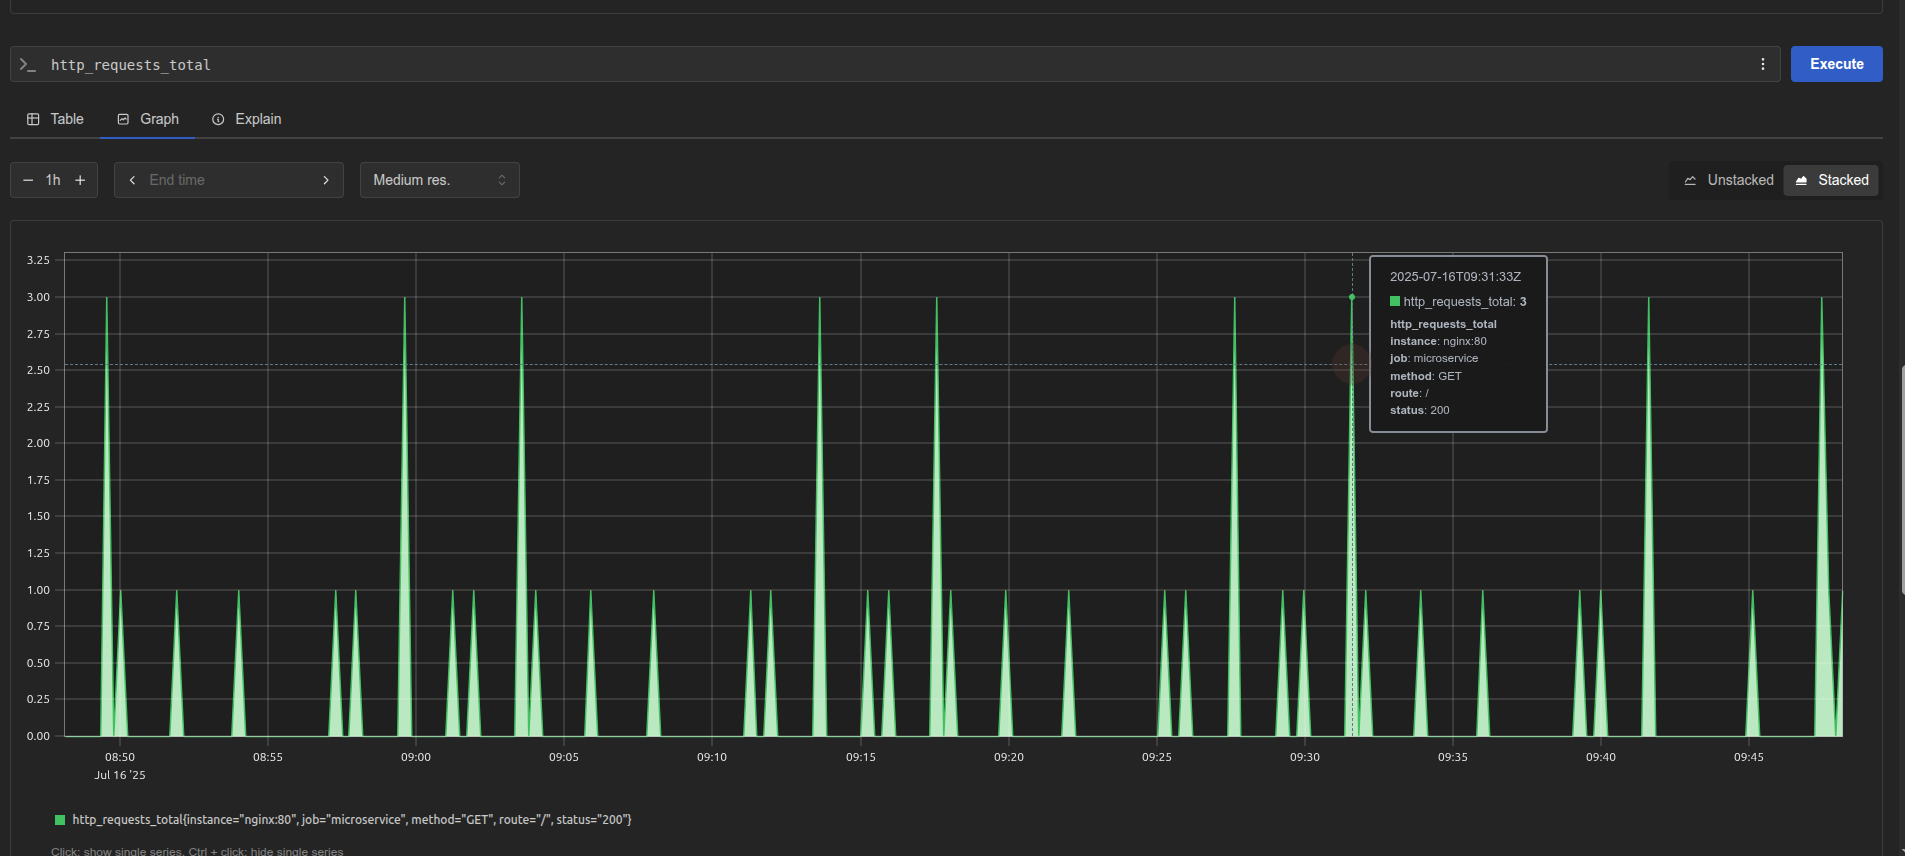 http_requests_total
Execute
Table Graph Explain
1h End time Medium res. Unstacked Stacked
3.25
3.00
2.75
2.50
2.25
2.00
1.75
1.50
1.25
1.00
0.75
0.50
0.25
0.00
2025-07-16T09:31:33Z
http_requests_total: 3
http_requests_total
instance: nginx:80
job: microservice
method: GET
route: /
status: 200
08:50 08:55 09:00 09:05 09:10 09:15 09:20 09:25 09:30 09:35 09:40 09:45
Jul 16 '25
http_requests_total{instance="nginx:80", job="microservice", method="GET", route="/", status="200"}
Click: show single series, Ctrl + click: hide single series